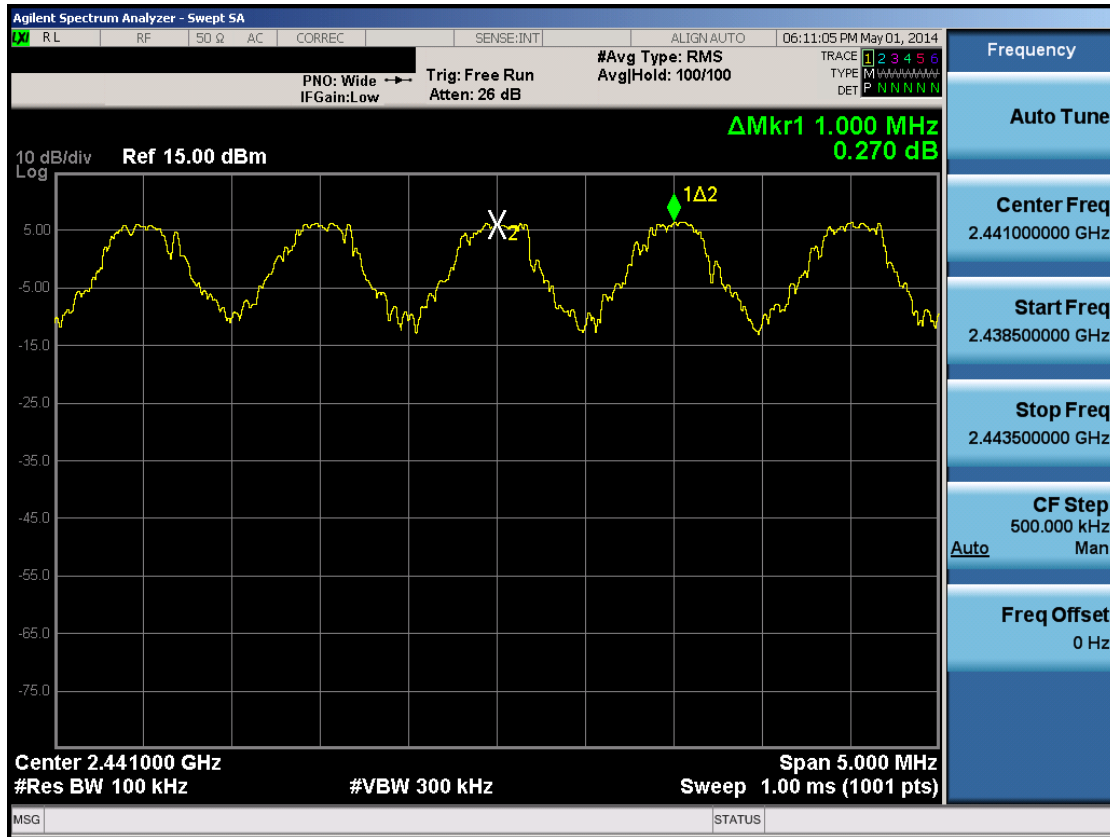 Agilent Spectrum Analyzer - Swept SA
LXI RL RF 50 Ω AC CORREC SENSE:INT ALIGN AUTO 06:11:05 PM May 01, 2014
Frequency
#Avg Type: RMS TRACE 1 2 3 4 5 6
PNO: Wide Trig: Free Run Avg|Hold: 100/100 TYPE M WWWWW
IFGain:Low Atten: 26 dB DET P N N N N N
Auto Tune
ΔMkr1 1.000 MHz
10 dB/div Ref 15.00 dBm 0.270 dB
Log
1Δ2
Center Freq
2.441000000 GHz
5.00
X2
-5.00
Start Freq
2.438500000 GHz
-15.0
-25.0
Stop Freq
2.443500000 GHz
-35.0
-45.0
CF Step
500.000 kHz
Auto Man
-55.0
-65.0
Freq Offset
0 Hz
-75.0
Center 2.441000 GHz Span 5.000 MHz
#Res BW 100 kHz #VBW 300 kHz Sweep 1.00 ms (1001 pts)
MSG STATUS